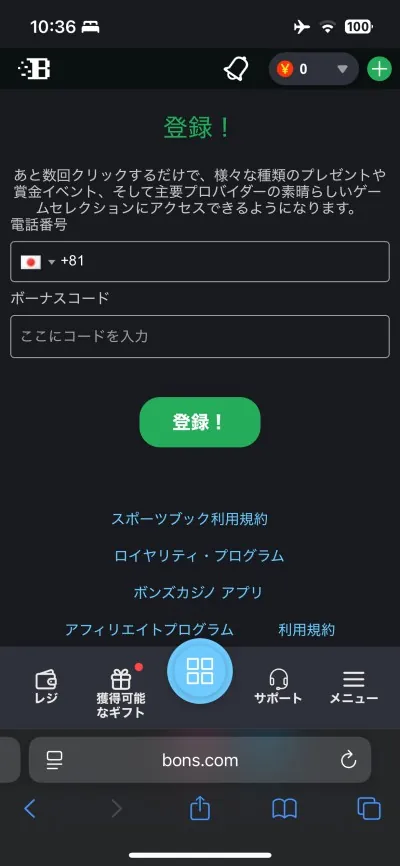 10:36
100
B
¥ 0
登録！
あと数回クリックするだけで、様々な種類のプレゼントや
賞金イベント、そして主要プロバイダーの素晴らしいゲー
ムセレクションにアクセスできるようになります。
電話番号
+81
ボーナスコード
ここにコードを入力
登録！
スポーツブック利用規約
ロイヤリティ・プログラム
ボンズカジノ アプリ
アフィリエイトプログラム 利用規約
レジ
獲得可能
なギフト
サポート
メニュー
bons.com